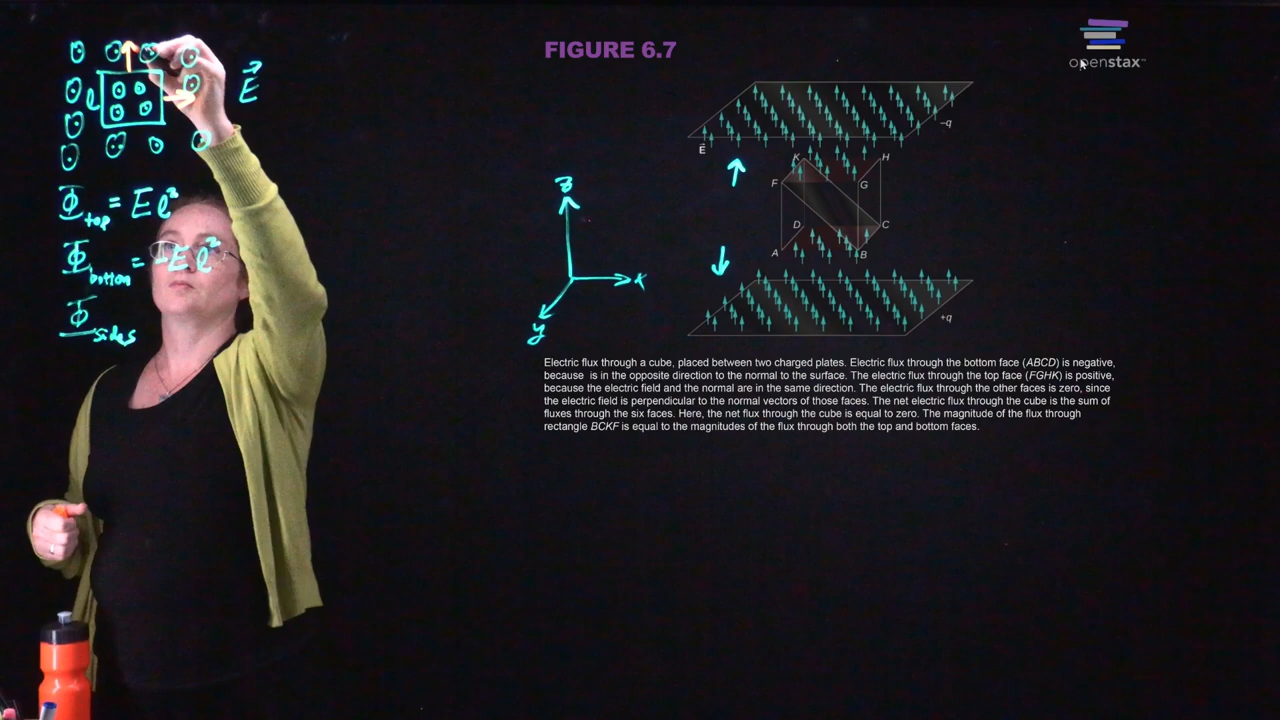 ℓ
E⃗
Φtop = Eℓ²
Φbottom = -Eℓ²
Φsides
z
x
y
FIGURE 6.7
openstax™
E⃗
−q
K
H
F
G
D
C
A
B
+q
Electric flux through a cube, placed between two charged plates. Electric flux through the bottom face (ABCD) is negative,
because is in the opposite direction to the normal to the surface. The electric flux through the top face (FGHK) is positive,
because the electric field and the normal are in the same direction. The electric flux through the other faces is zero, since
the electric field is perpendicular to the normal vectors of those faces. The net electric flux through the cube is the sum of
fluxes through the six faces. Here, the net flux through the cube is equal to zero. The magnitude of the flux through
rectangle BCKF is equal to the magnitudes of the flux through both the top and bottom faces.